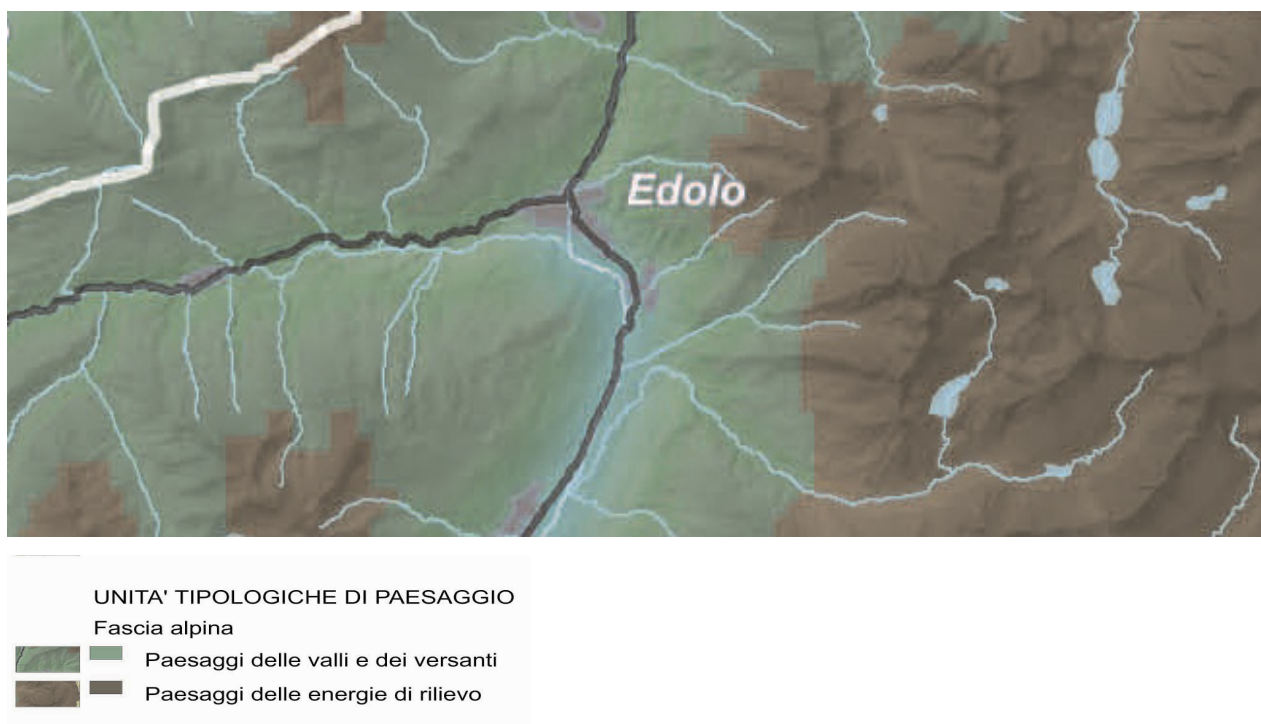 Edolo
UNITA' TIPOLOGICHE DI PAESAGGIO
Fascia alpina
Paesaggi delle valli e dei versanti
Paesaggi delle energie di rilievo